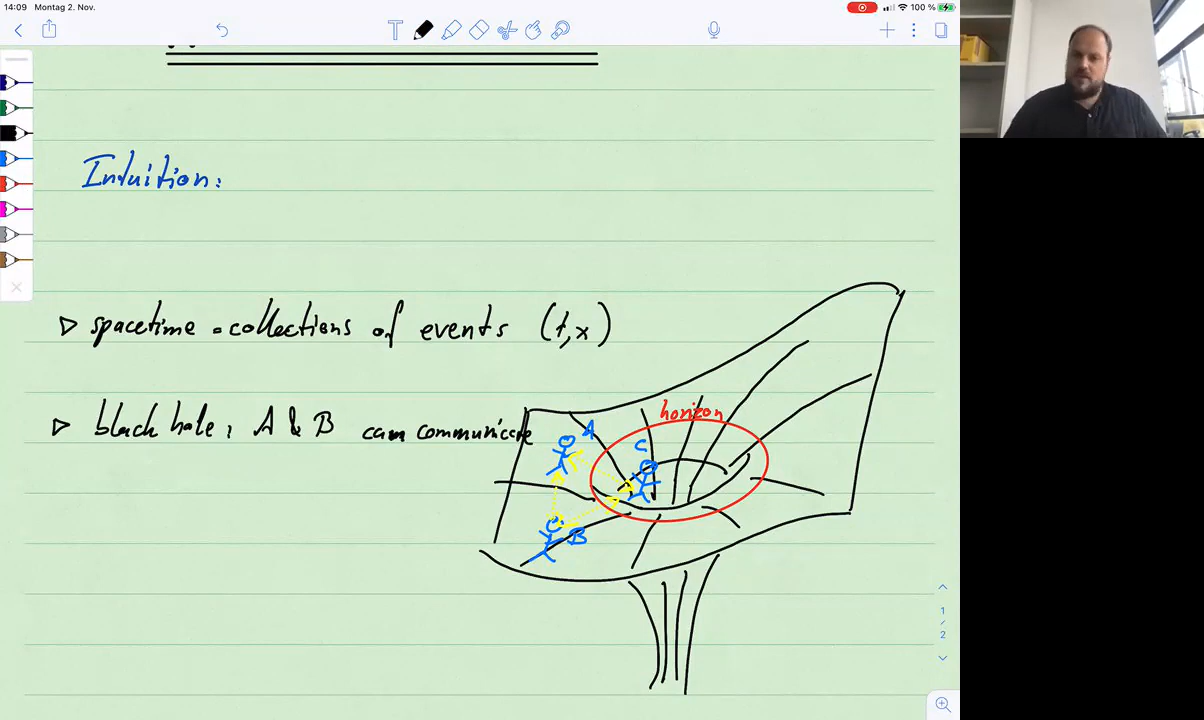 14:09 Montag 2. Nov.
100 %
T
Intuition:
▷ spacetime = collections of events (t,x)
horizon
▷ black hole: A & B can communicate
A
C
B
1
/
2